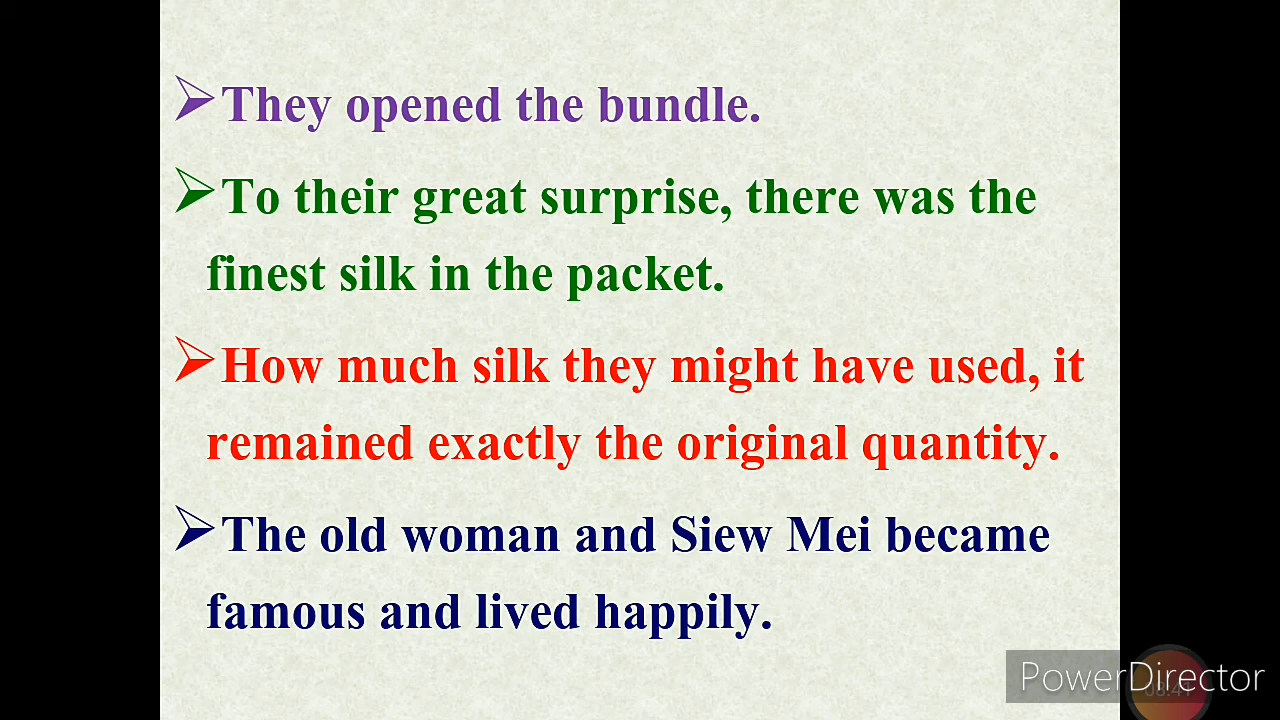 They opened the bundle.
To their great surprise, there was the
finest silk in the packet.
How much silk they might have used, it
remained exactly the original quantity.
The old woman and Siew Mei became
famous and lived happily.
PowerDirector